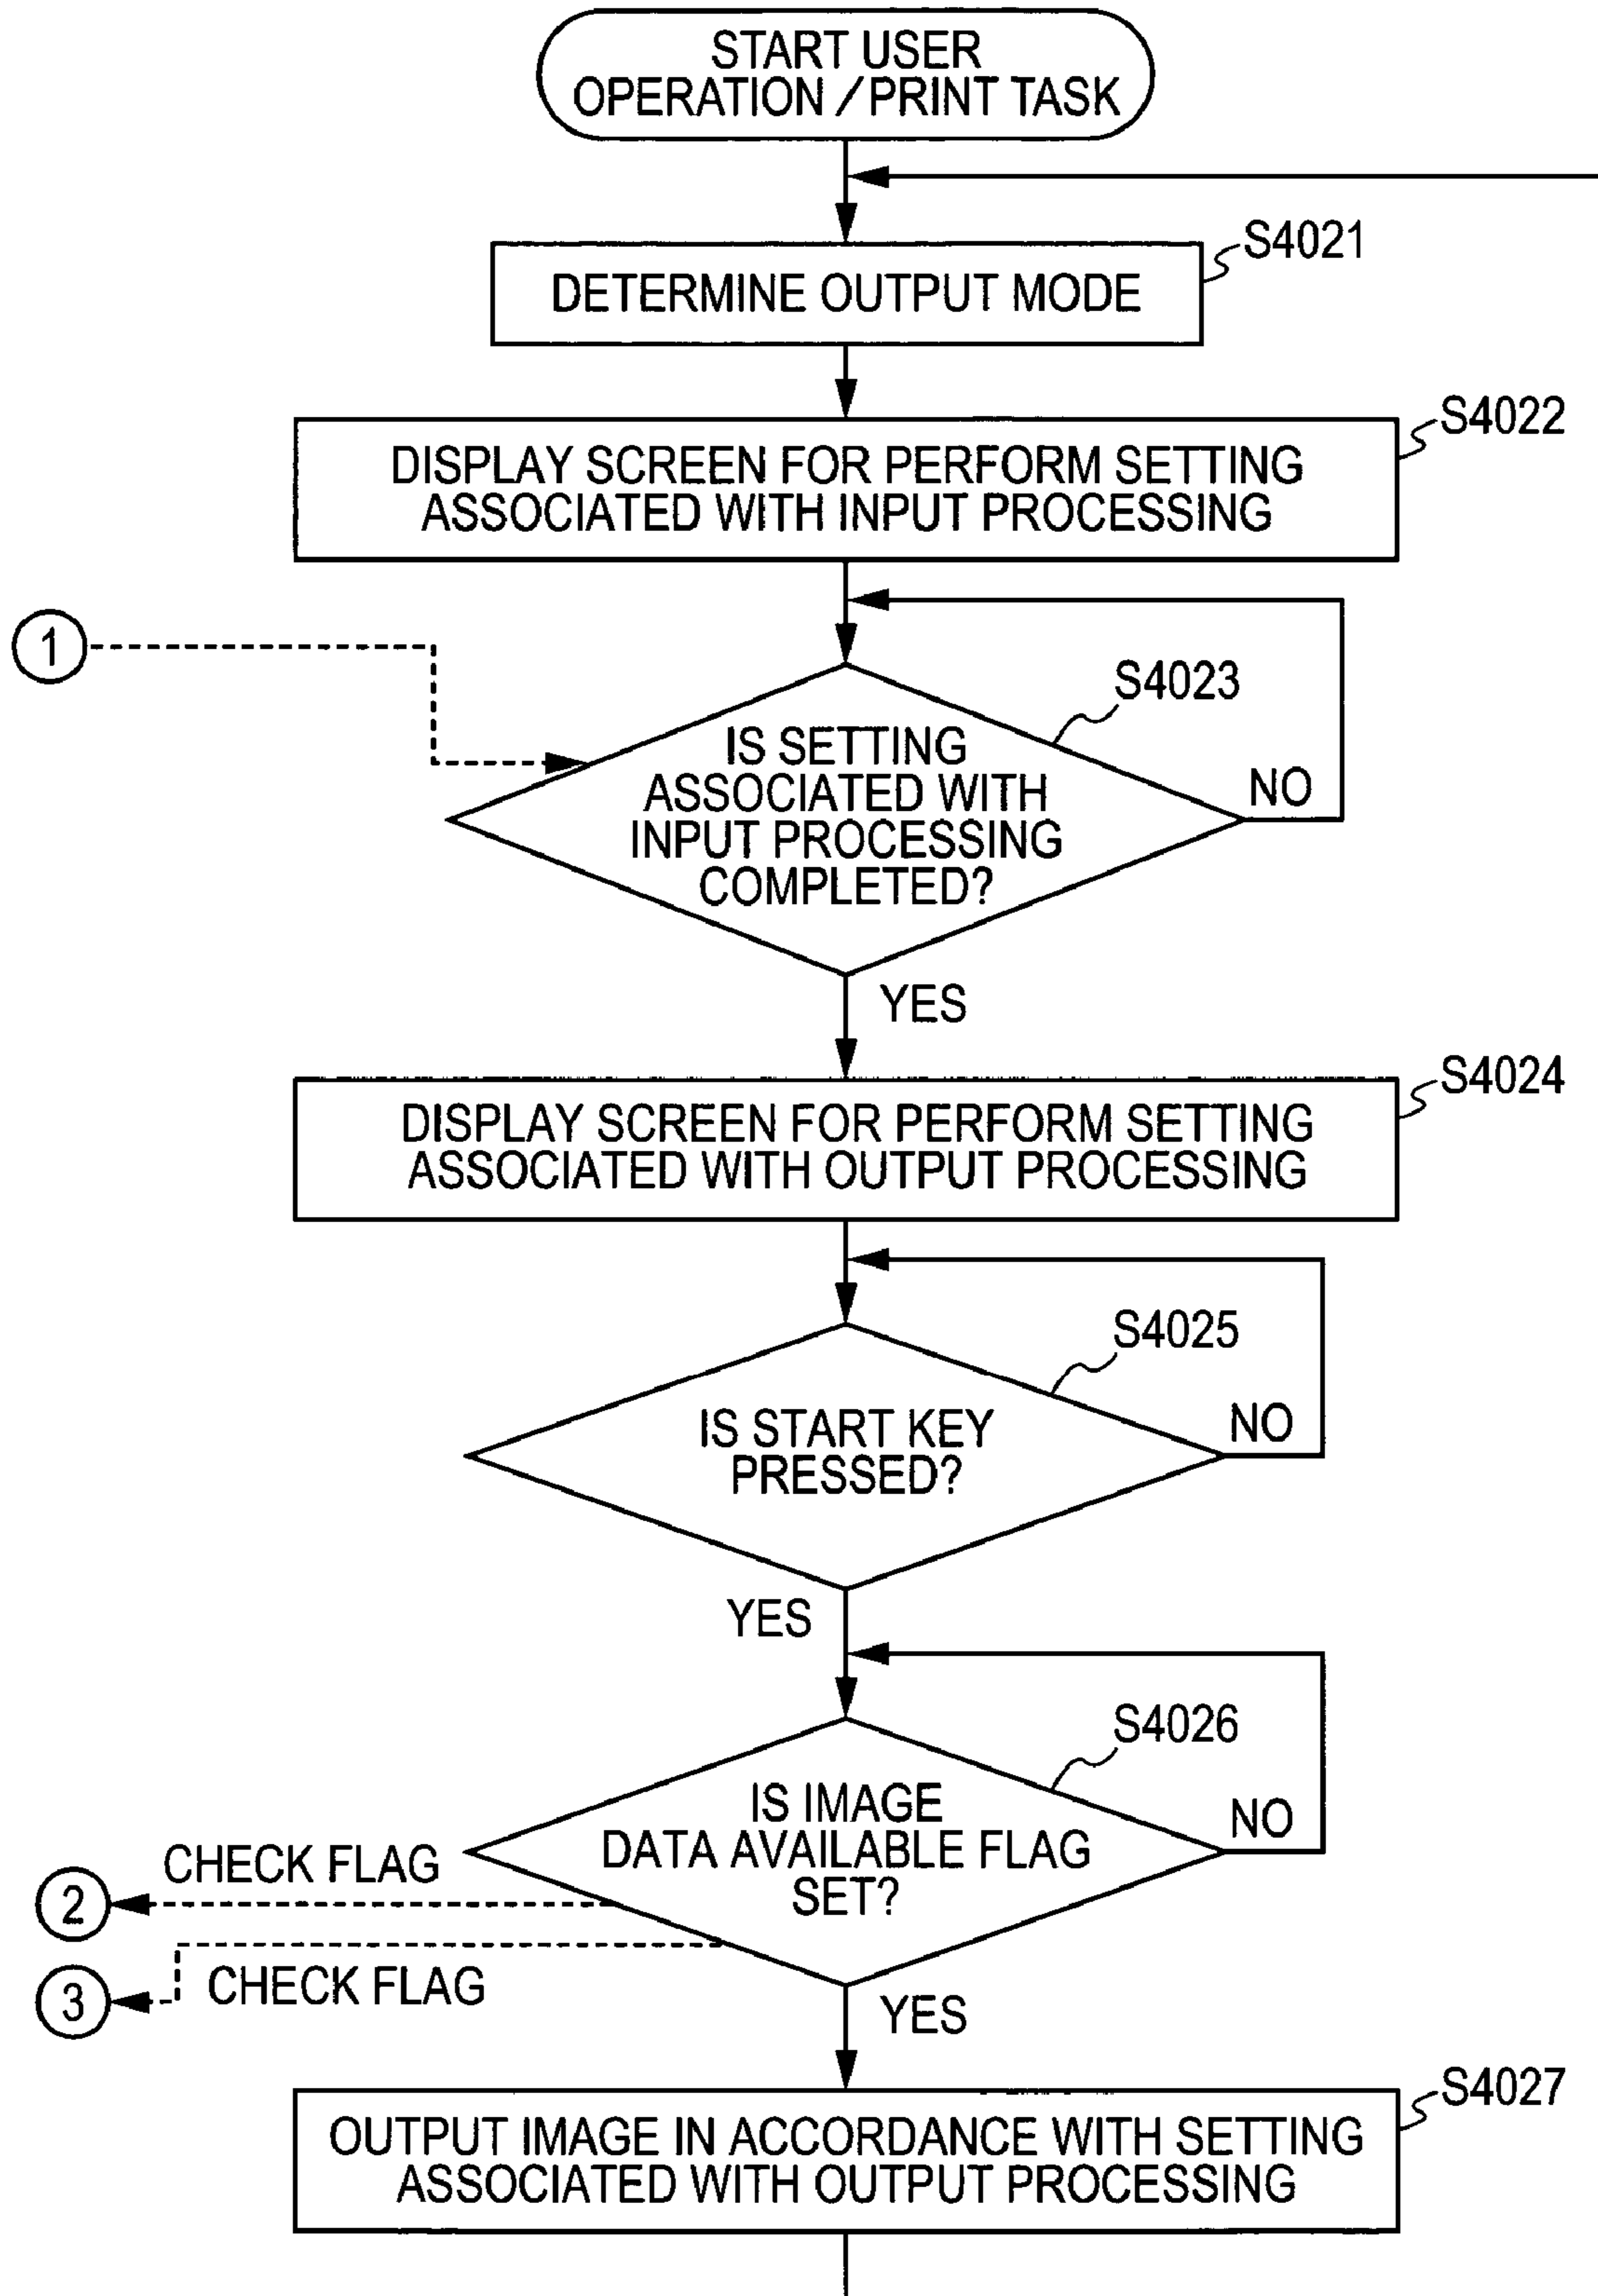 START USER
OPERATION/PRINT TASK
S4021
DETERMINE OUTPUT MODE
S4022
DISPLAY SCREEN FOR PERFORM SETTING
ASSOCIATED WITH INPUT PROCESSING
1
S4023
IS SETTING
ASSOCIATED WITH
INPUT PROCESSING
COMPLETED?
NO
YES
S4024
DISPLAY SCREEN FOR PERFORM SETTING
ASSOCIATED WITH OUTPUT PROCESSING
S4025
IS START KEY
PRESSED?
NO
YES
S4026
IS IMAGE
DATA AVAILABLE FLAG
SET?
NO
CHECK FLAG
2
CHECK FLAG
3
YES
S4027
OUTPUT IMAGE IN ACCORDANCE WITH SETTING
ASSOCIATED WITH OUTPUT PROCESSING